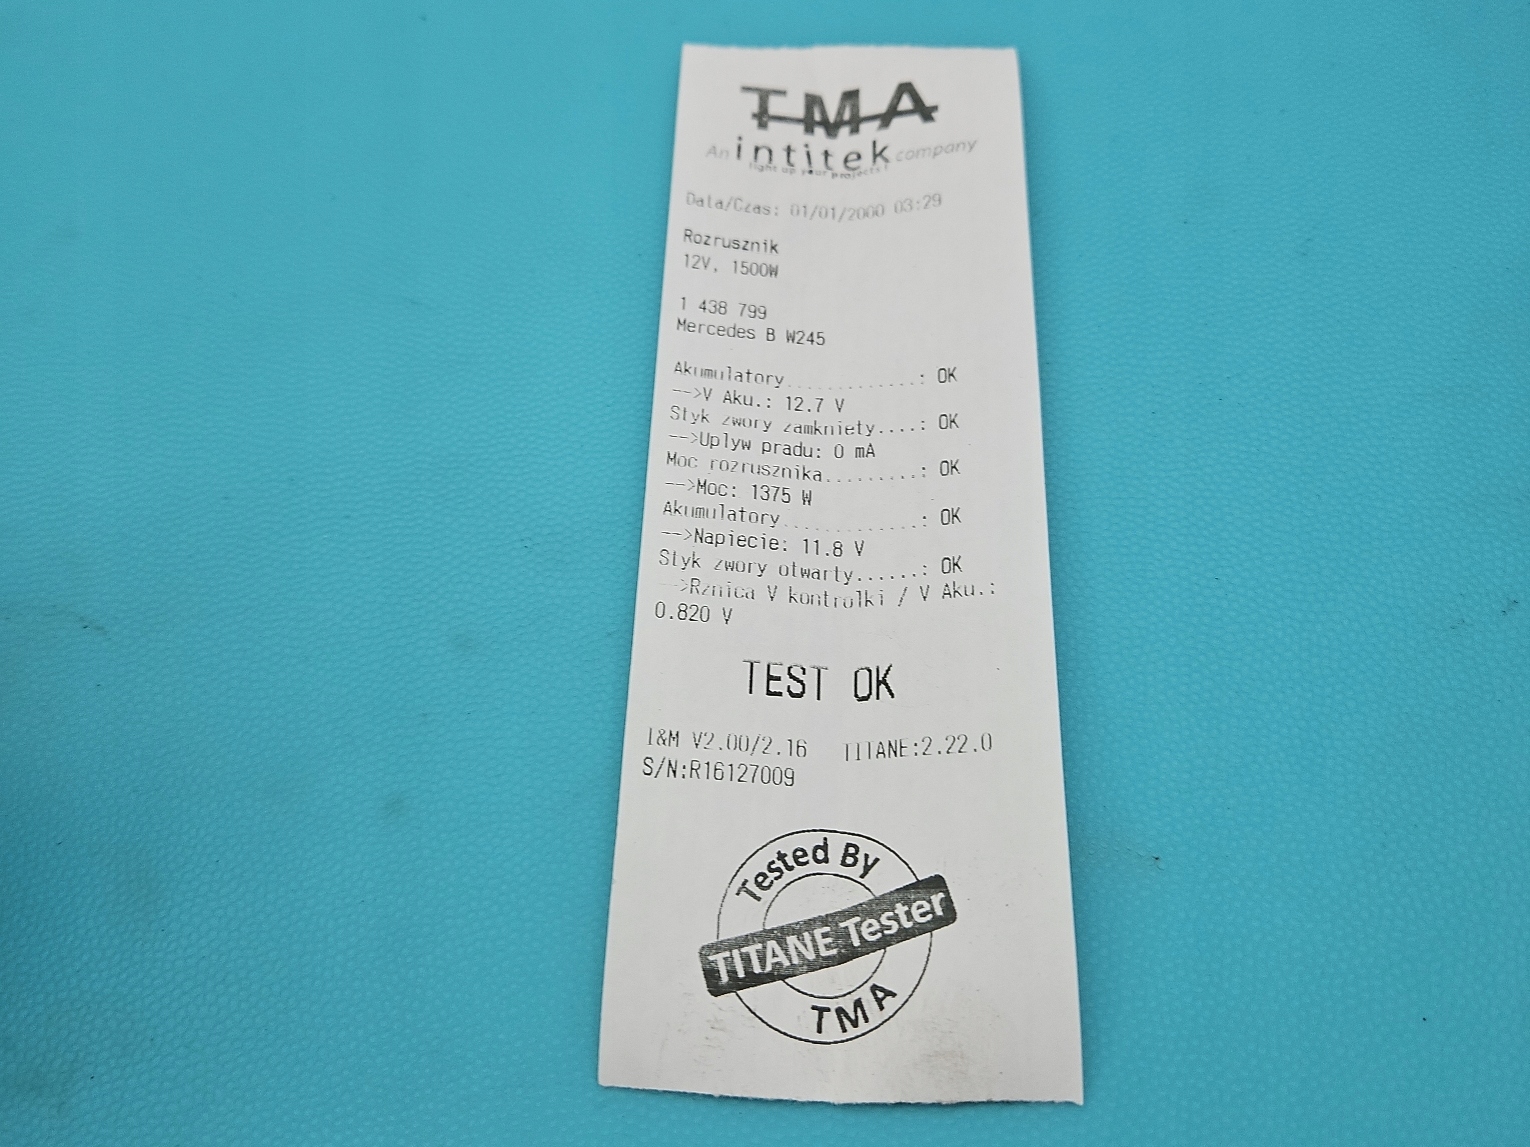 TMA
An intitek company
light up your projects!
Data/Czas: 01/01/2000 03:29
Rozrusznik
12V, 1500W
1 438 799
Mercedes B W245
Akumulatory.............: OK
-->V Aku.: 12.7 V
Styk zwory zamkniety....: OK
-->Uplyw pradu: 0 mA
Moc rozrusznika.........: OK
-->Moc: 1375 W
Akumulatory.............: OK
-->Napiecie: 11.8 V
Styk zwory otwarty......: OK
-->Rznica V kontrolki / V Aku.:
0.820 V
TEST OK
I&M V2.00/2.16 TITANE:2.22.0
S/N:R16127009
Tested By
TITANE Tester
TMA